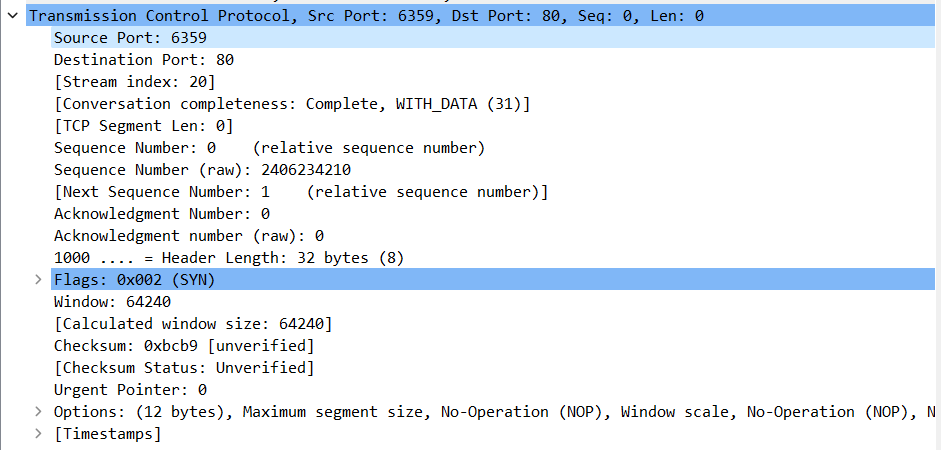 Transmission Control Protocol, Src Port: 6359, Dst Port: 80, Seq: 0, Len: 0
Source Port: 6359
Destination Port: 80
[Stream index: 20]
[Conversation completeness: Complete, WITH_DATA (31)]
[TCP Segment Len: 0]
Sequence Number: 0    (relative sequence number)
Sequence Number (raw): 2406234210
[Next Sequence Number: 1    (relative sequence number)]
Acknowledgment Number: 0
Acknowledgment number (raw): 0
1000 .... = Header Length: 32 bytes (8)
Flags: 0x002 (SYN)
Window: 64240
[Calculated window size: 64240]
Checksum: 0xbcb9 [unverified]
[Checksum Status: Unverified]
Urgent Pointer: 0
Options: (12 bytes), Maximum segment size, No-Operation (NOP), Window scale, No-Operation (NOP), N
[Timestamps]